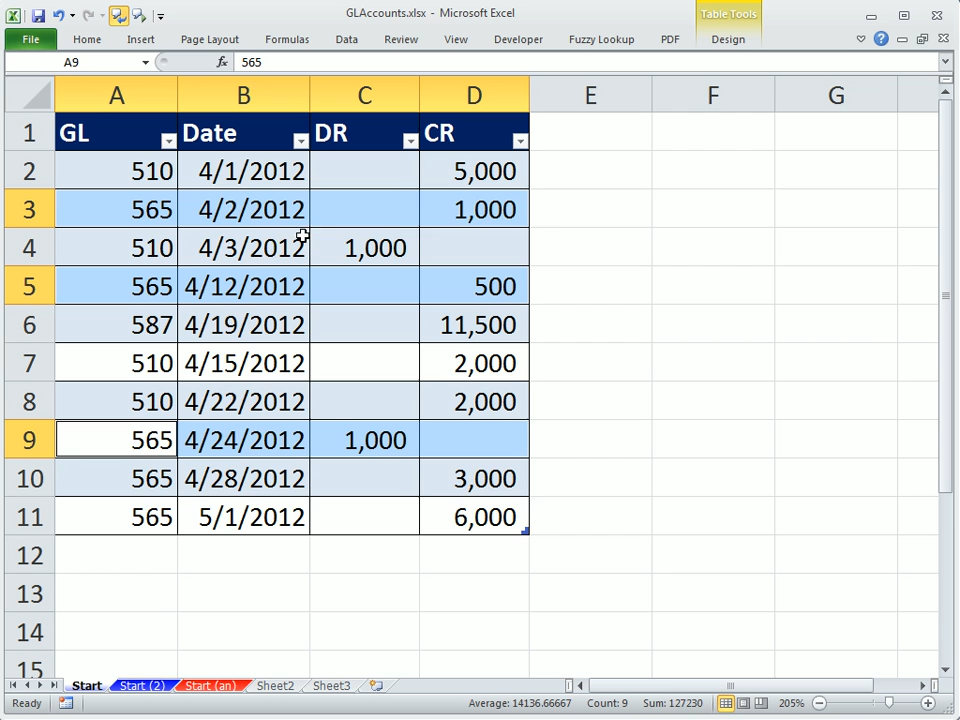 GLAccounts.xlsx - Microsoft Excel
Table Tools
File Home Insert Page Layout Formulas Data Review View Developer Fuzzy Lookup PDF Design
A9 fx 565
A B C D E F G
1 GL Date DR CR
2 510 4/1/2012 5,000
3 565 4/2/2012 1,000
4 510 4/3/2012 1,000
5 565 4/12/2012 500
6 587 4/19/2012 11,500
7 510 4/15/2012 2,000
8 510 4/22/2012 2,000
9 565 4/24/2012 1,000
10 565 4/28/2012 3,000
11 565 5/1/2012 6,000
12
13
14
15
Start Start (2) Start (an) Sheet2 Sheet3
Ready Average: 14136.66667 Count: 9 Sum: 127230 205%